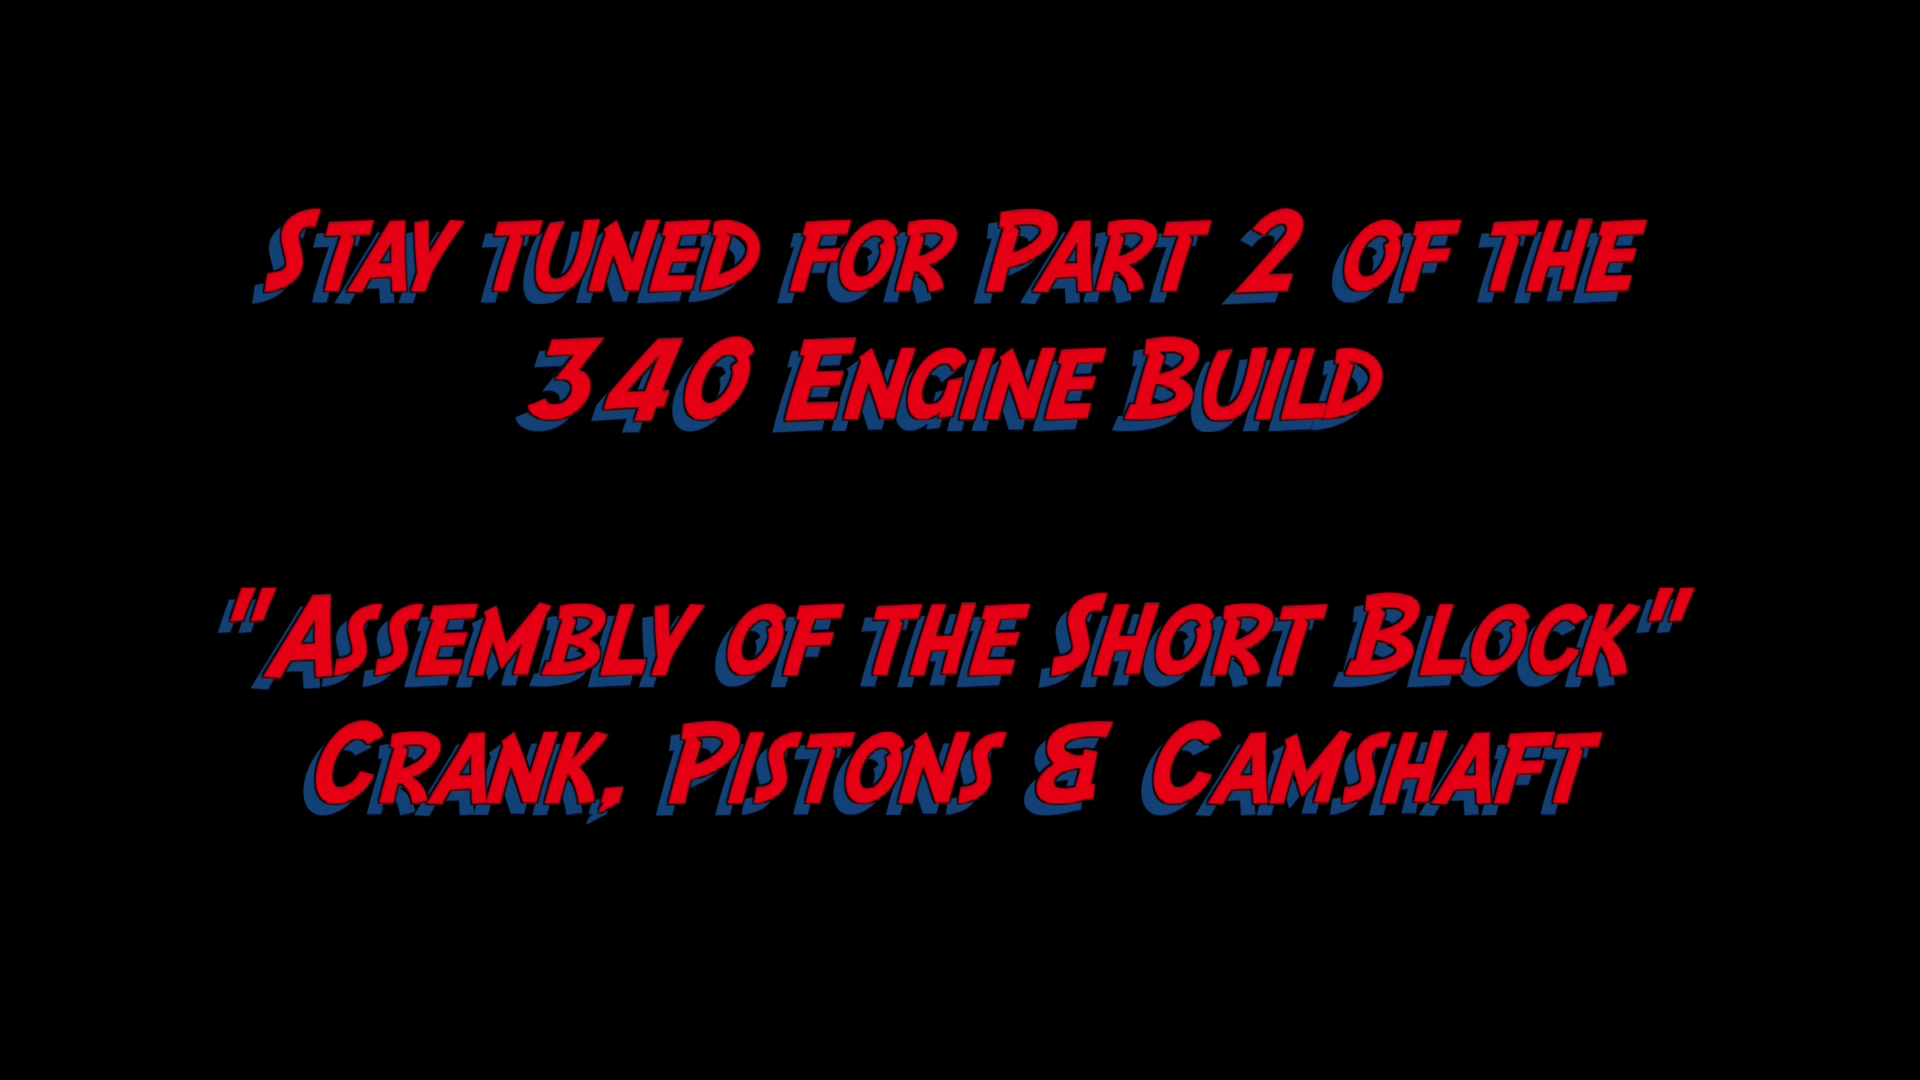 Stay tuned for Part 2 of the
340 Engine Build
"Assembly of the Short Block"
Crank, Pistons & Camshaft